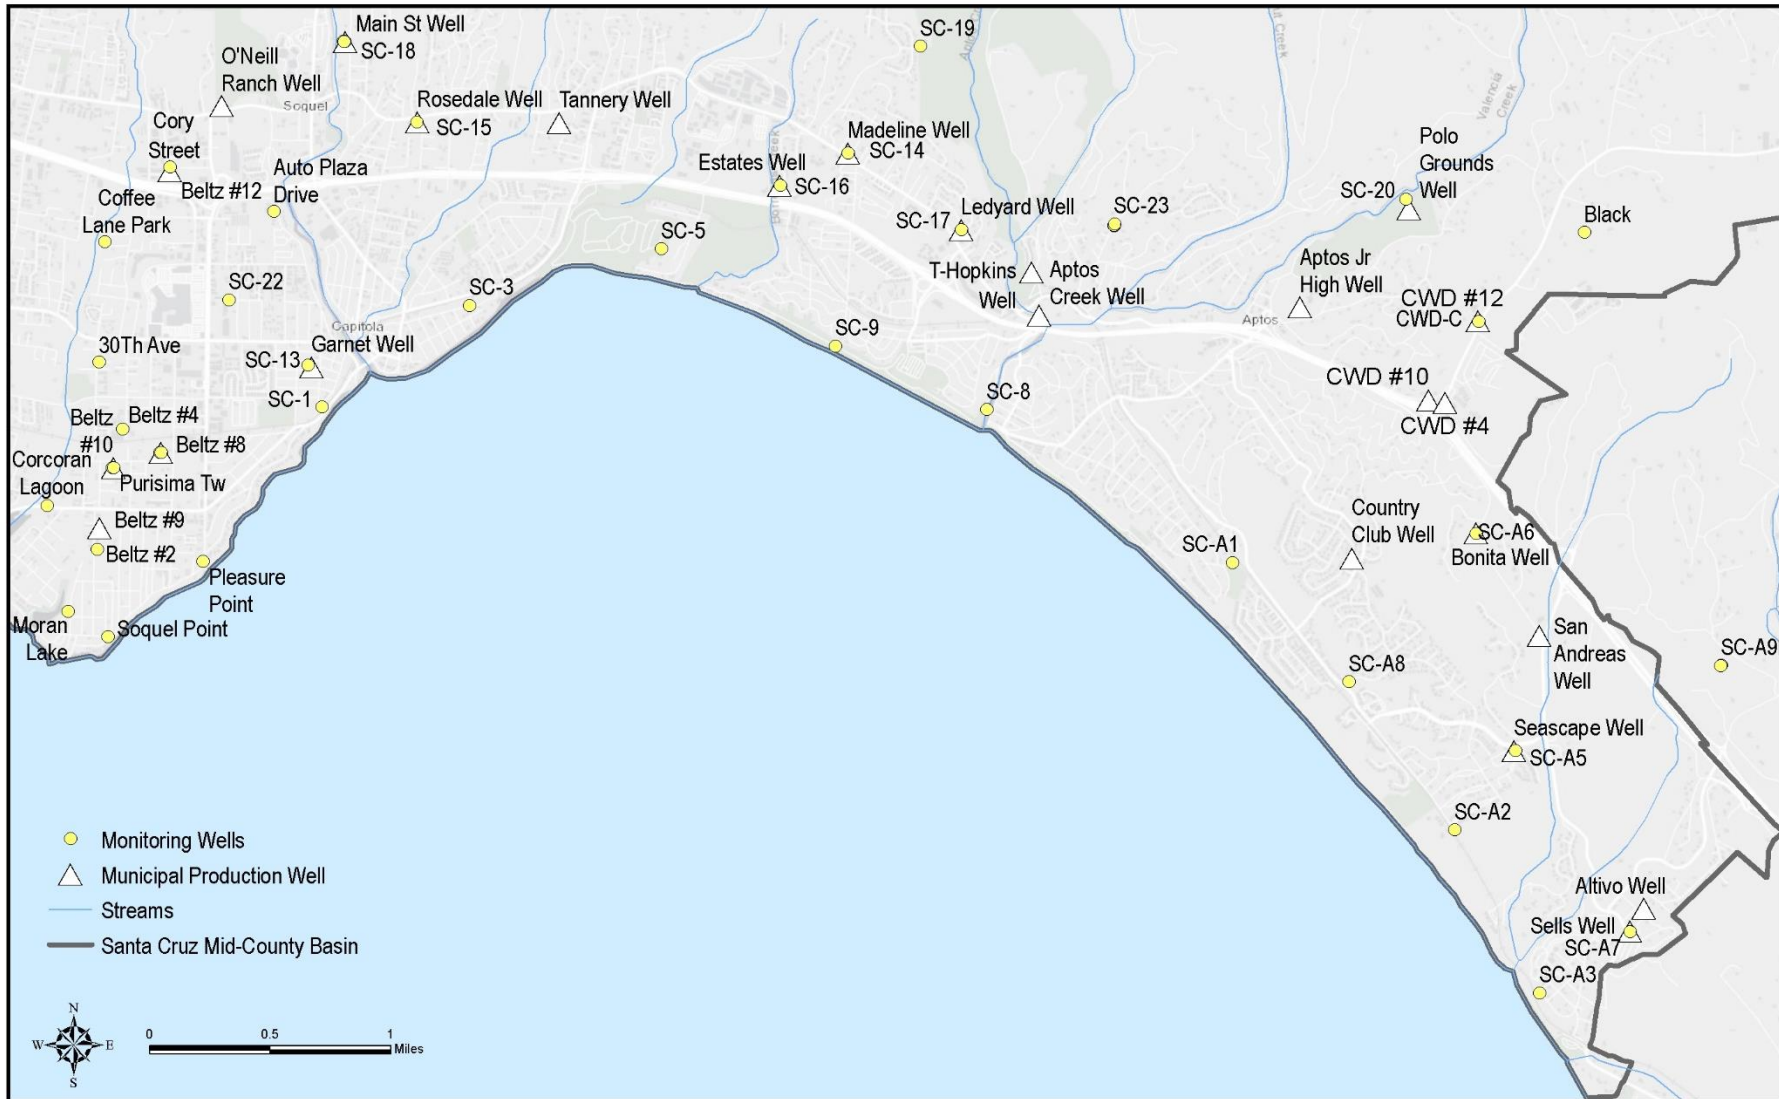 Main St Well
SC-18
SC-19
O'Neill
Ranch Well
Soquel
Rosedale Well
SC-15
Tannery Well
Cory
Street
Beltz #12
Auto Plaza
Drive
Coffee
Lane Park
Madeline Well
SC-14
Estates Well
SC-16
Valencia
Creek
Polo
Grounds
Well
SC-20
SC-17
Ledyard Well
SC-23
Black
SC-5
SC-22
SC-3
T-Hopkins
Well
Aptos
Creek Well
Aptos Jr
High Well
Aptos
CWD #12
CWD-C
Capitola
Garnet Well
SC-13
30Th Ave
SC-9
SC-1
SC-8
CWD #10
CWD #4
Beltz
#10
Beltz #4
Beltz #8
Corcoran
Lagoon
Purisima Tw
Beltz #9
Beltz #2
Pleasure
Point
Moran
Lake
Soquel Point
Country
Club Well
SC-A6
Bonita Well
SC-A1
San
Andreas
Well
SC-A9
SC-A8
Seascape Well
SC-A5
SC-A2
Altivo Well
Sells Well
SC-A7
SC-A3
Monitoring Wells
Municipal Production Well
Streams
Santa Cruz Mid-County Basin
N
W
E
S
0
0.5
1
Miles